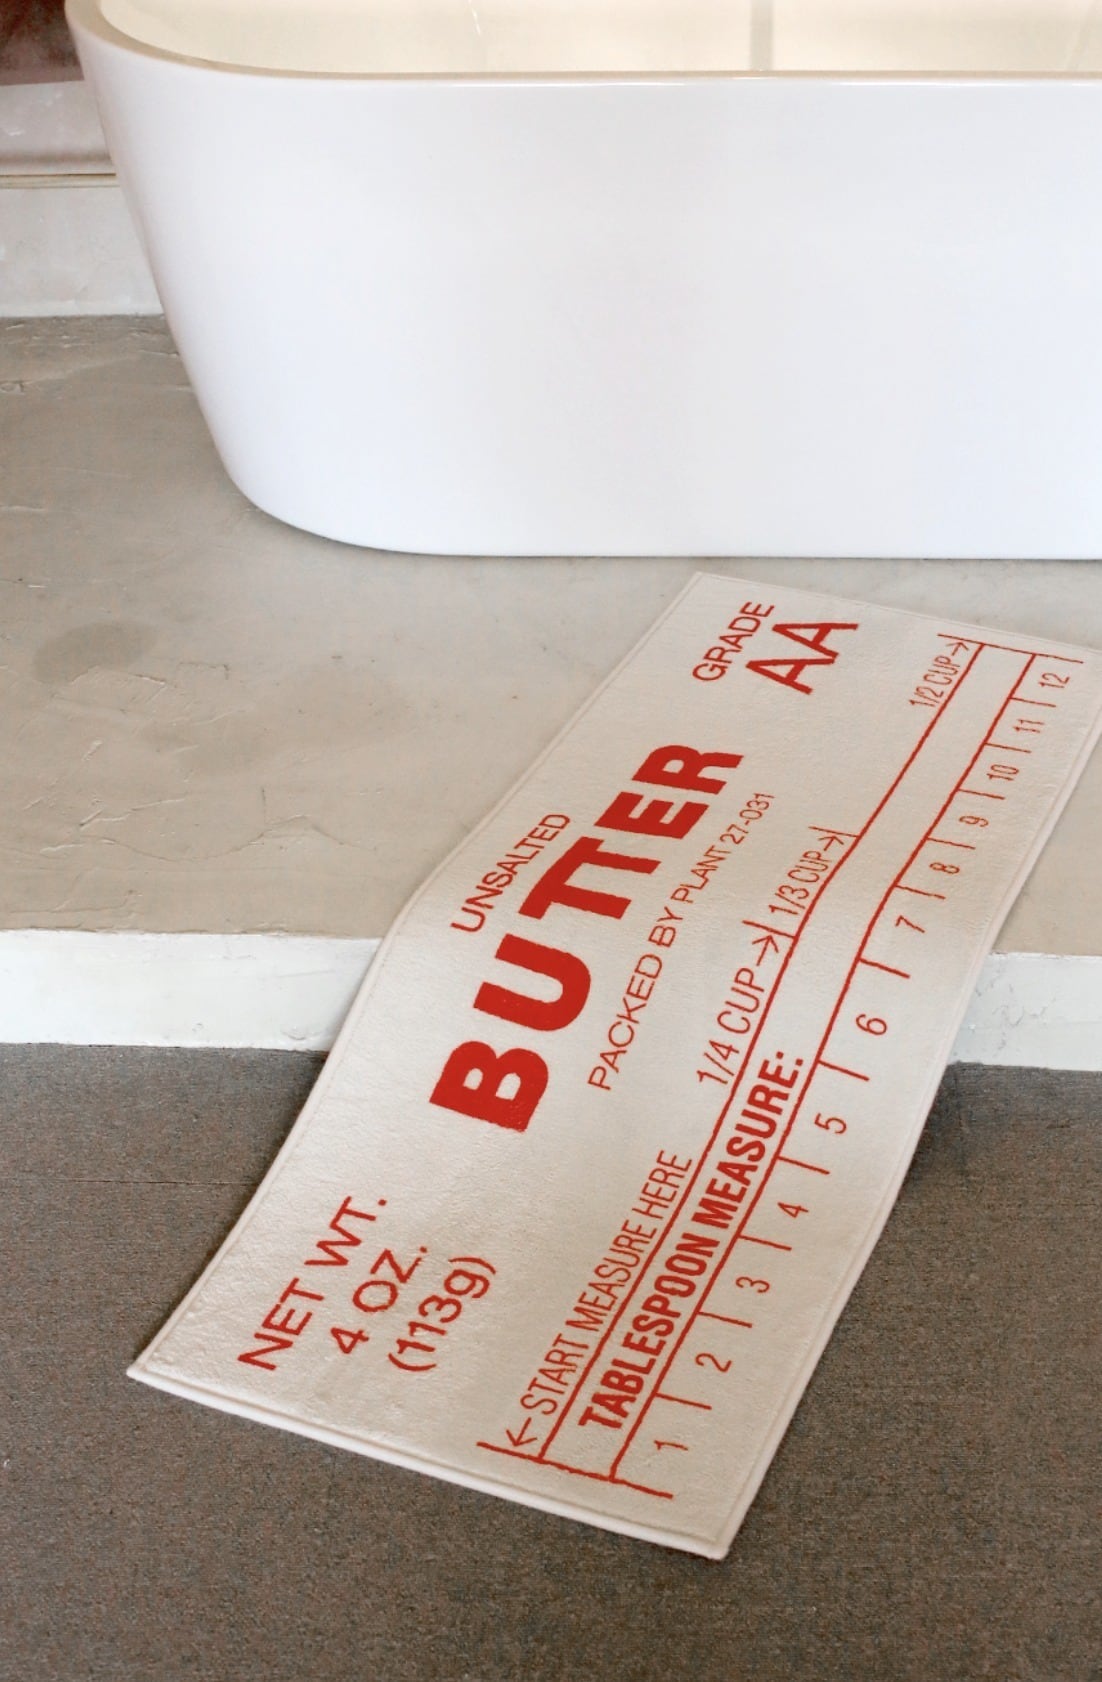 UNSALTED
BUTTER
PACKED BY PLANT 27-031
GRADE
AA
NET WT.
4 OZ.
(113g)
←START MEASURE HERE
1/4 CUP→
1/3 CUP→
1/2 CUP→
TABLESPOON MEASURE:
1 2 3 4 5 6 7 8 9 10 11 12